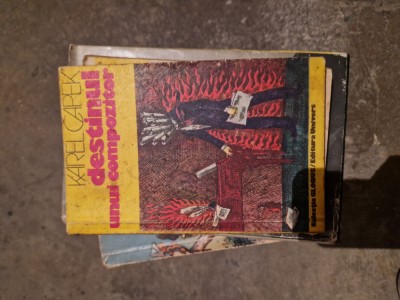 KAREL ČAPEK
destinul
unui compozitor
Colecția GLOBUS / Editura Univers